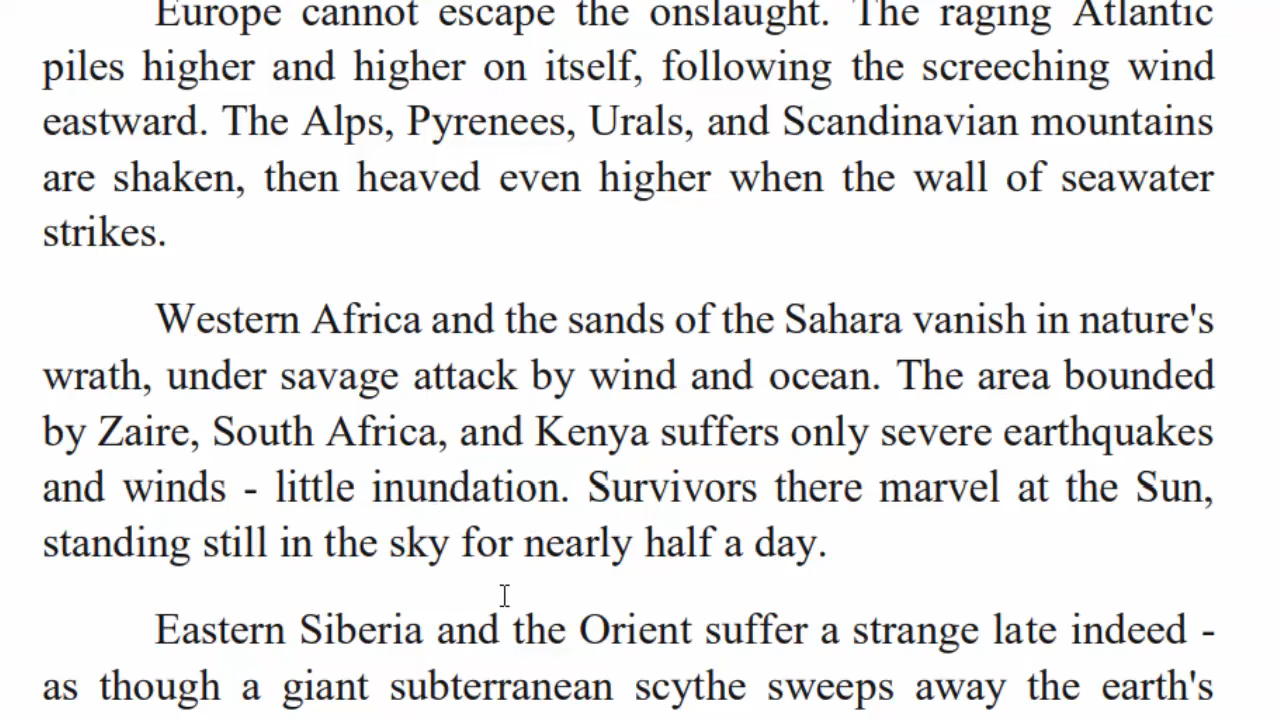 Europe cannot escape the onslaught. The raging Atlantic
piles higher and higher on itself, following the screeching wind
eastward. The Alps, Pyrenees, Urals, and Scandinavian mountains
are shaken, then heaved even higher when the wall of seawater
strikes.
Western Africa and the sands of the Sahara vanish in nature's
wrath, under savage attack by wind and ocean. The area bounded
by Zaire, South Africa, and Kenya suffers only severe earthquakes
and winds - little inundation. Survivors there marvel at the Sun,
standing still in the sky for nearly half a day.
Eastern Siberia and the Orient suffer a strange late indeed -
as though a giant subterranean scythe sweeps away the earth's